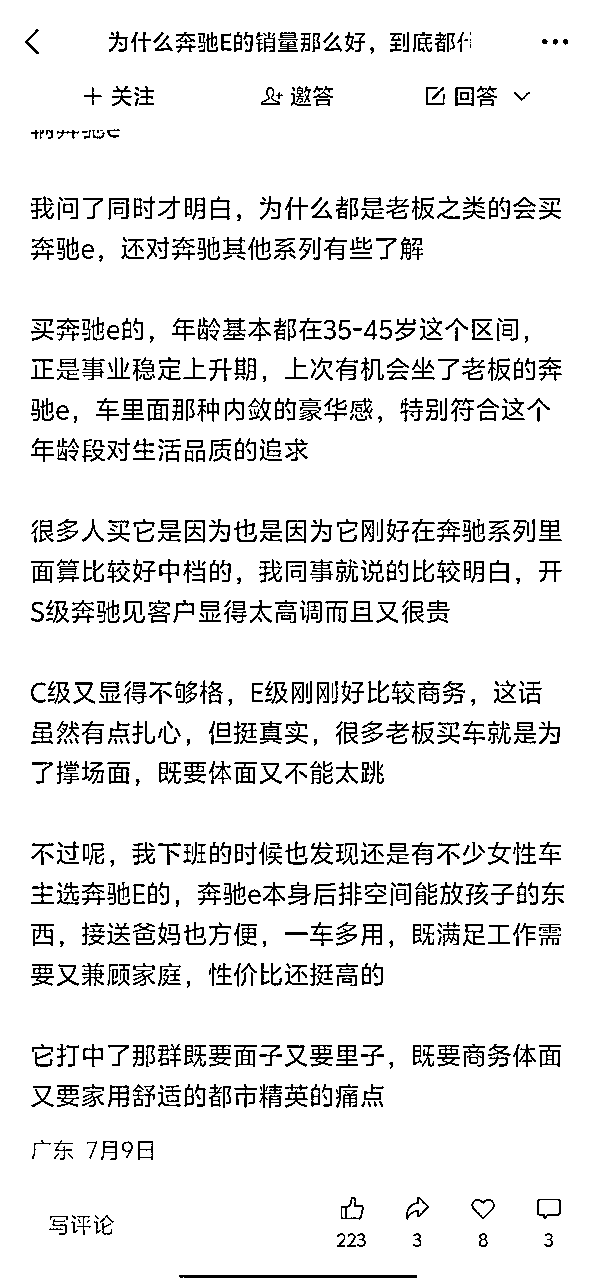 为什么奔驰E的销量那么好，到底都
关注
邀答
回答
奔驰e
我问了同时才明白，为什么都是老板之类的会买
奔驰e，还对奔驰其他系列有些了解
买奔驰e的，年龄基本都在35-45岁这个区间，
正是事业稳定上升期，上次有机会坐了老板的奔
驰e，车里面那种内敛的豪华感，特别符合这个
年龄段对生活品质的追求
很多人买它是因为也是因为它刚好在奔驰系列里
面算比较好中档的，我同事就说的比较明白，开
S级奔驰见客户显得太高调而且又很贵
C级又显得不够格，E级刚刚好比较商务，这话
虽然有点扎心，但挺真实，很多老板买车就是为
了撑场面，既要体面又不能太跳
不过呢，我下班的时候也发现还是有不少女性车
主选奔驰E的，奔驰e本身后排空间能放孩子的东
西，接送爸妈也方便，一车多用，既满足工作需
要又兼顾家庭，性价比还挺高的
它打中了那群既要面子又要里子，既要商务体面
又要家用舒适的都市精英的痛点
广东 7月9日
写评论
223
3
8
3